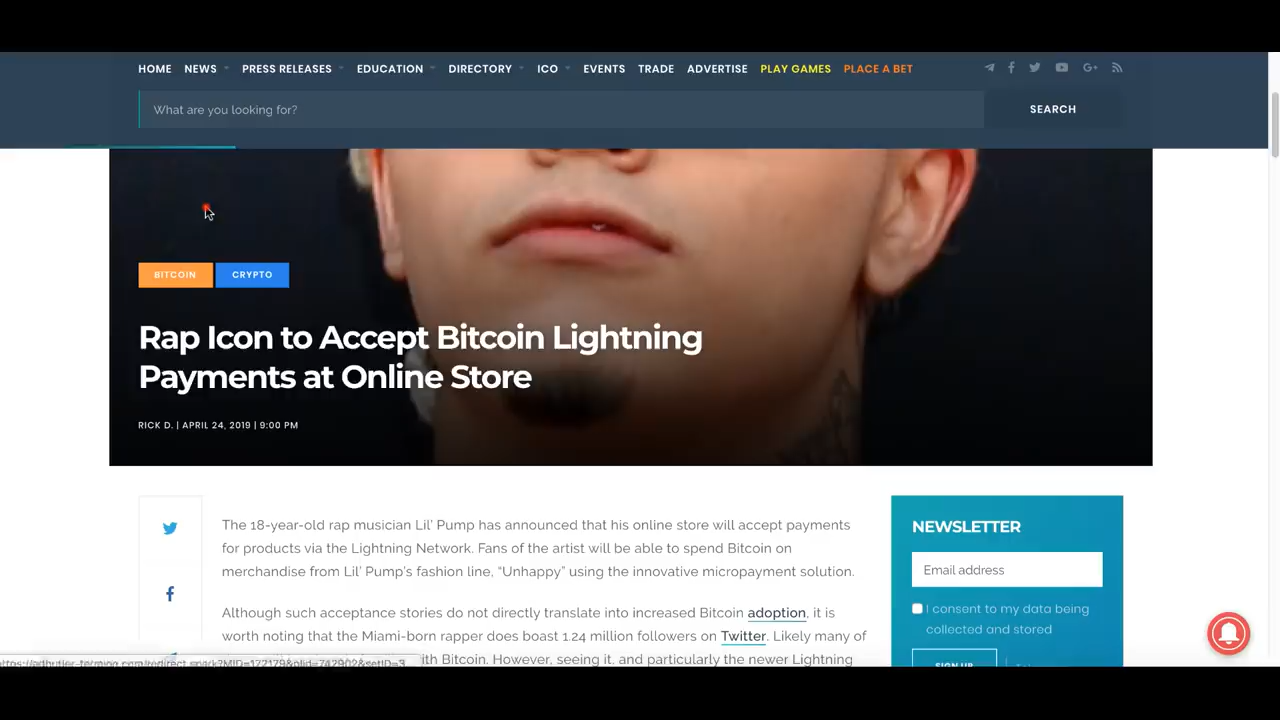 HOME NEWS PRESS RELEASES EDUCATION DIRECTORY ICO EVENTS TRADE ADVERTISE PLAY GAMES PLACE A BET
What are you looking for? SEARCH
BITCOIN CRYPTO
Rap Icon to Accept Bitcoin Lightning
Payments at Online Store
RICK D. | APRIL 24, 2019 | 9:00 PM
The 18-year-old rap musician Lil’ Pump has announced that his online store will accept payments
for products via the Lightning Network. Fans of the artist will be able to spend Bitcoin on
merchandise from Lil’ Pump’s fashion line, “Unhappy” using the innovative micropayment solution.
Although such acceptance stories do not directly translate into increased Bitcoin adoption, it is
worth noting that the Miami-born rapper does boast 1.24 million followers on Twitter. Likely many of
with Bitcoin. However, seeing it, and particularly the newer Lightning
NEWSLETTER
Email address
I consent to my data being
collected and stored
SIGN UP